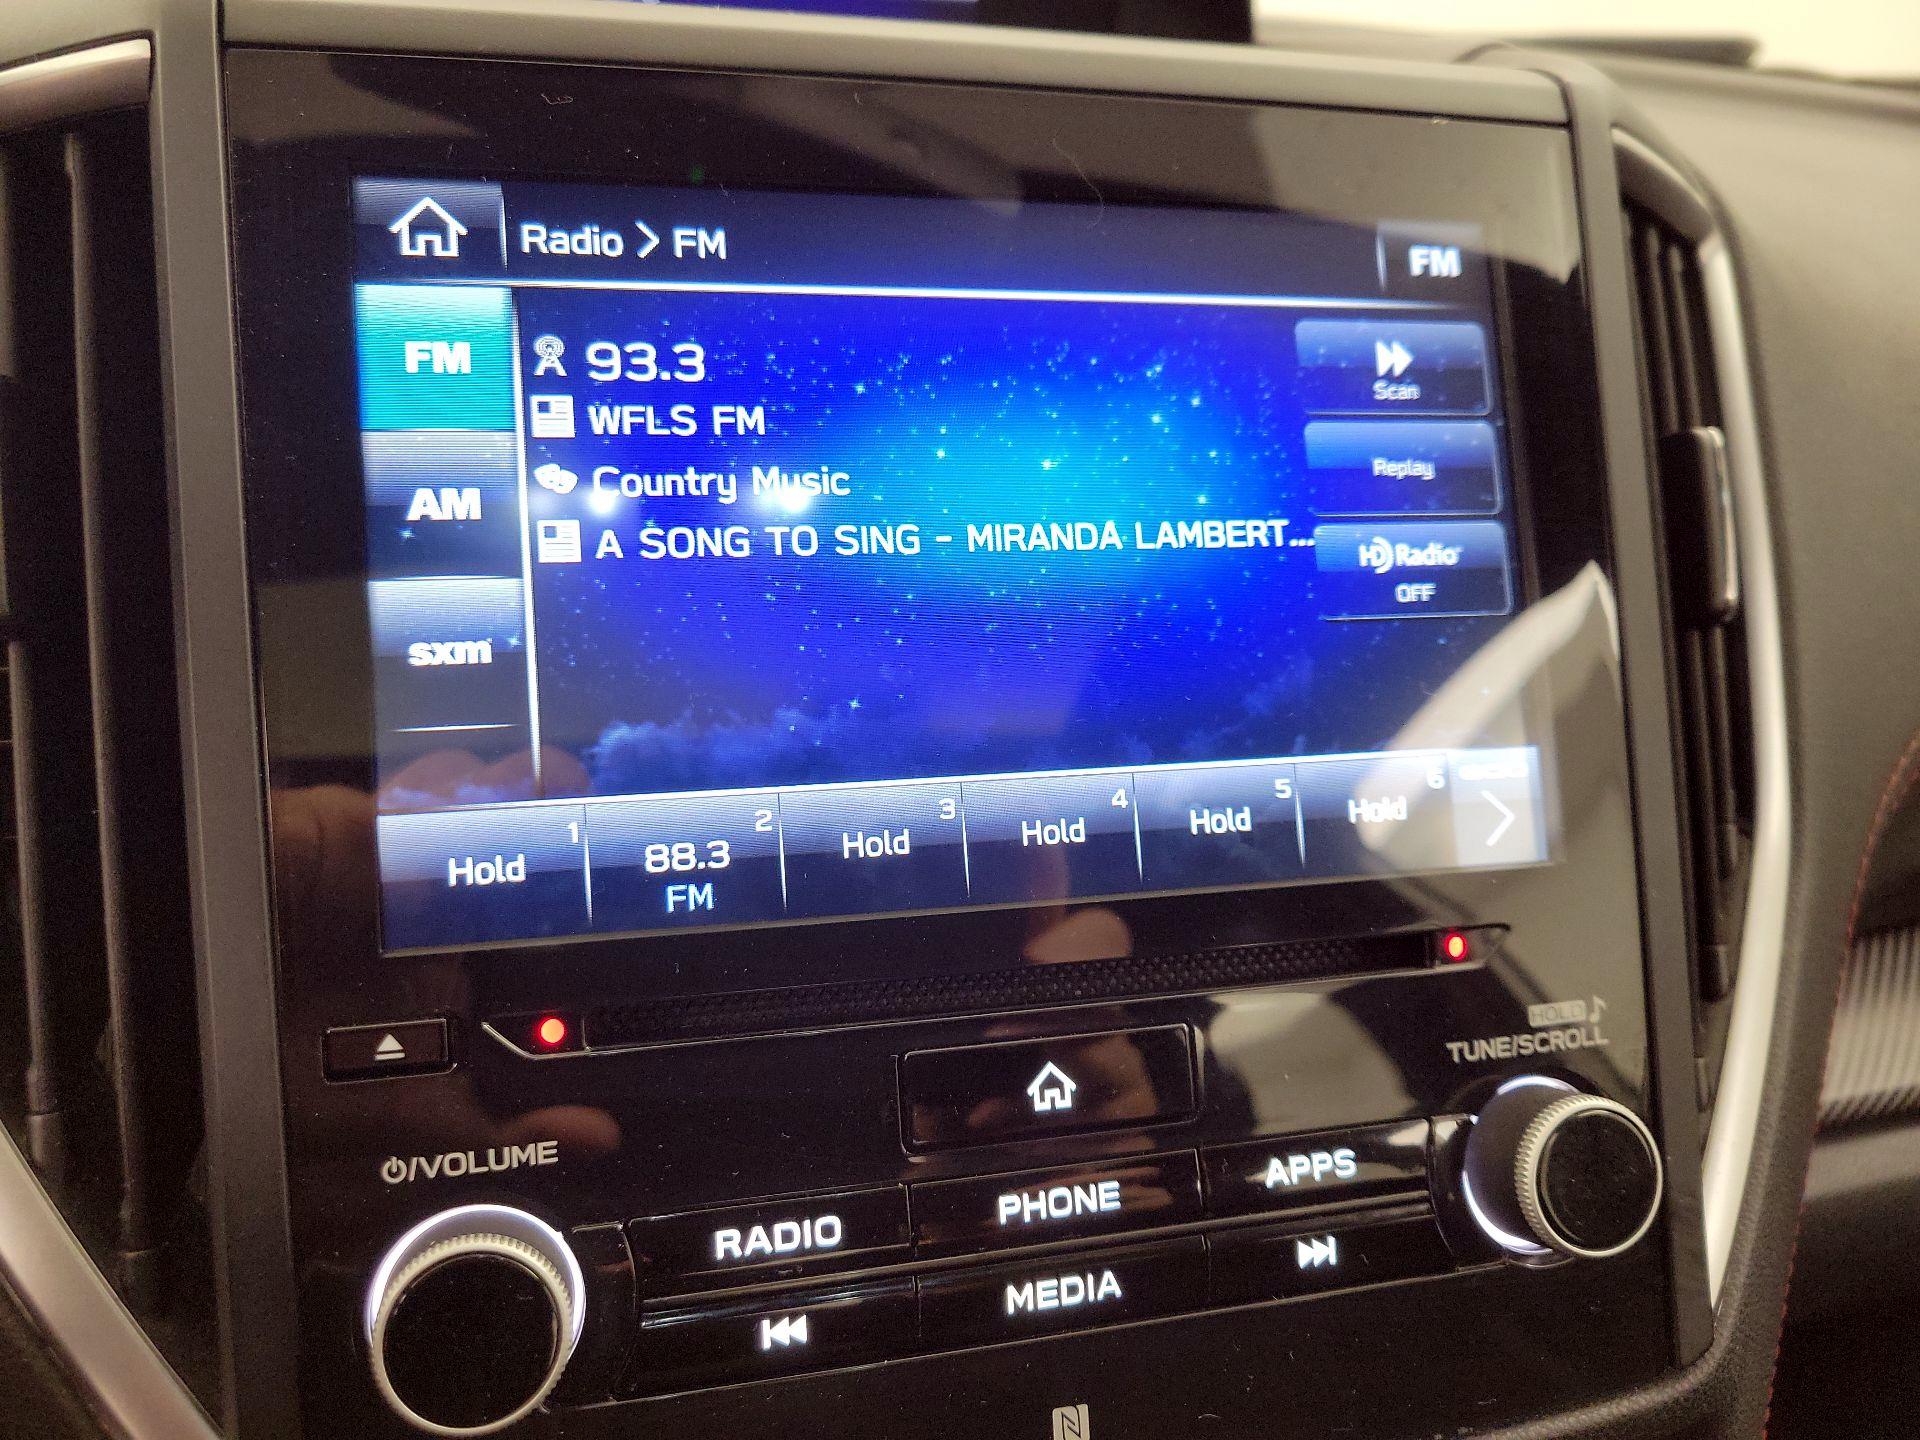 Radio > FM
FM
FM
93.3
Scan
WFLS FM
Replay
Country Music
AM
A SONG TO SING - MIRANDA LAMBERT...
HD Radio
OFF
sxm
1
Hold
2
88.3
FM
3
Hold
4
Hold
5
Hold
6
Hold
HOLD
TUNE/SCROLL
/VOLUME
RADIO
PHONE
APPS
MEDIA